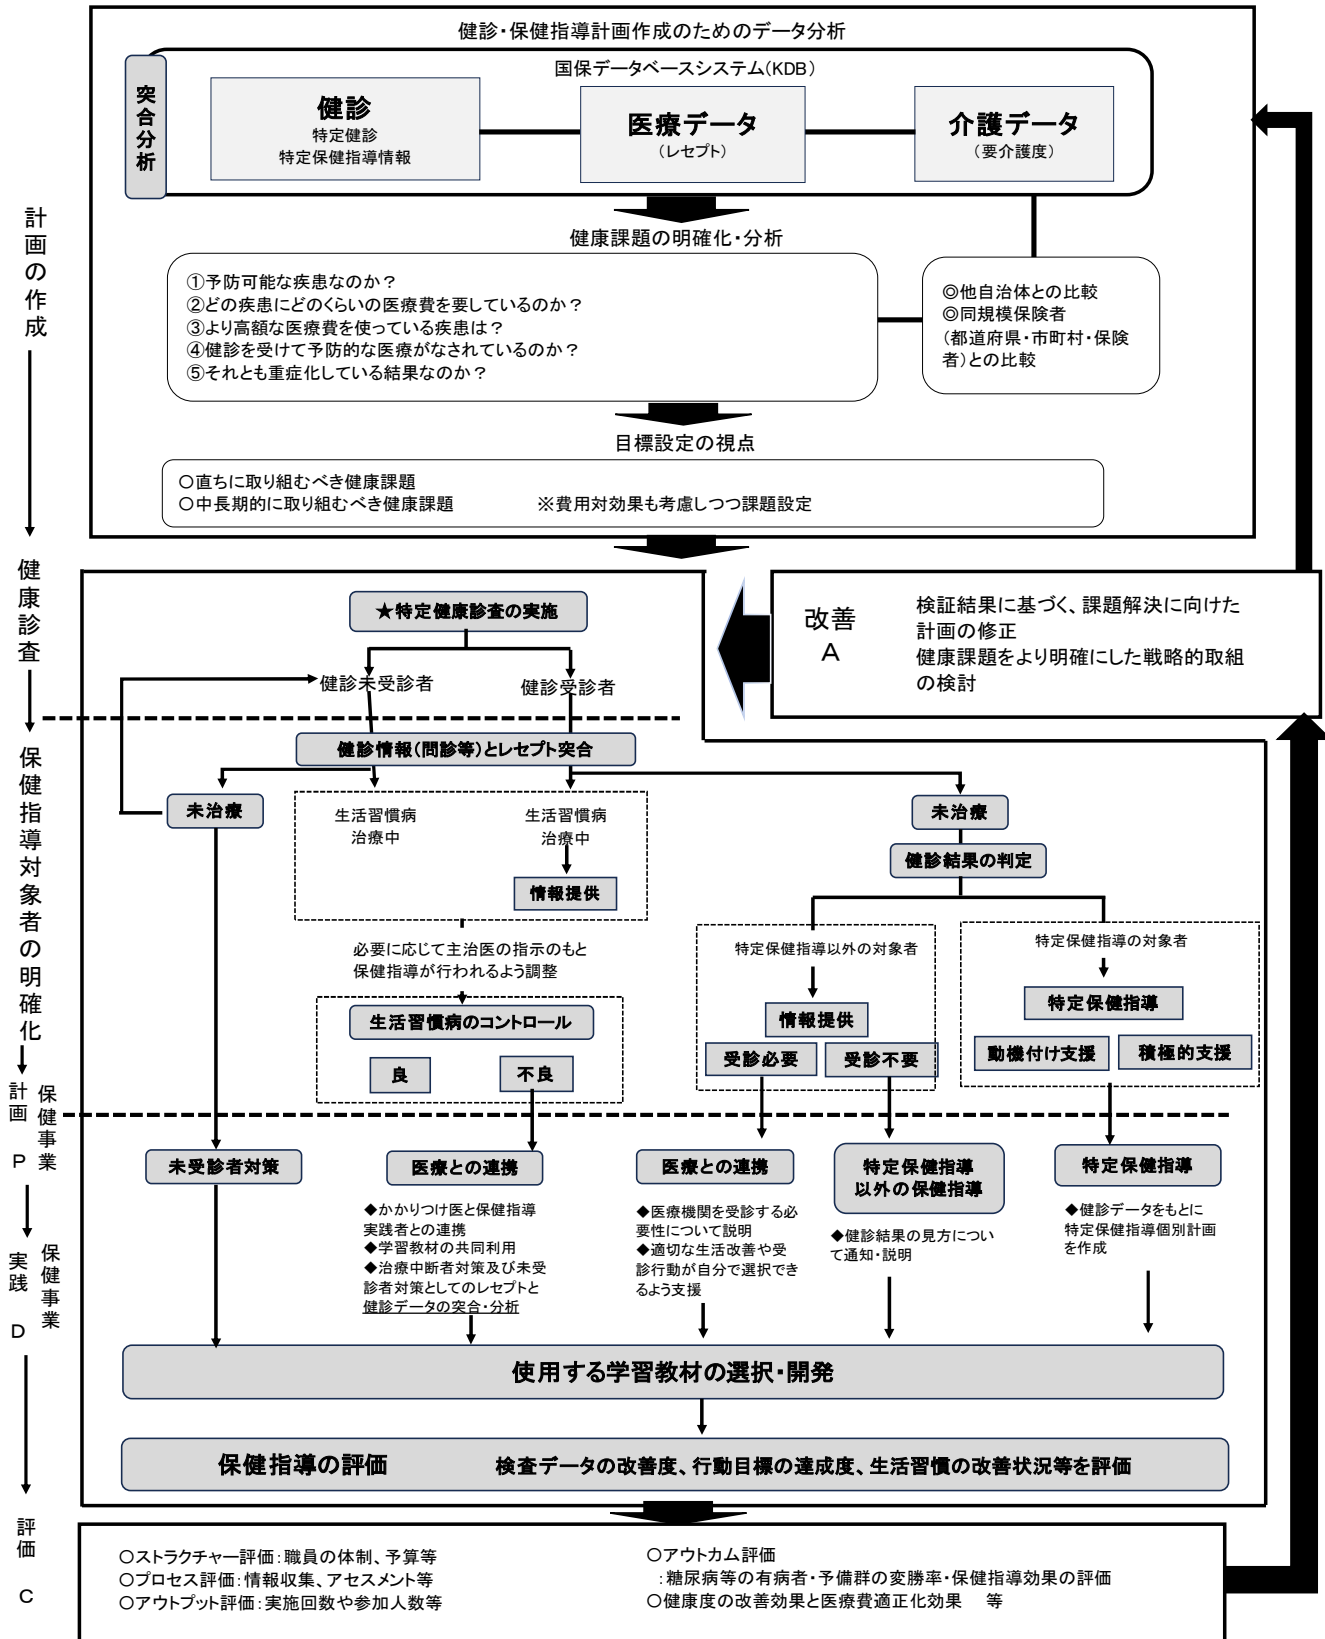 健診・保健指導計画作成のためのデータ分析
国保データベースシステム(KDB)
突合分析
健診
特定健診
特定保健指導情報
医療データ
(レセプト)
介護データ
(要介護度)
計画の作成
健康課題の明確化・分析
①予防可能な疾患なのか？
②どの疾患にどのくらいの医療費を要しているのか？
③より高額な医療費を使っている疾患は？
④健診を受けて予防的な医療がなされているのか？
⑤それとも重症化している結果なのか？
◎他自治体との比較
◎同規模保険者
(都道府県・市町村・保険
者)との比較
目標設定の視点
○直ちに取り組むべき健康課題
○中長期的に取り組むべき健康課題 ※費用対効果も考慮しつつ課題設定
健康診査
★特定健康診査の実施
健診未受診者
健診受診者
改善
A
検証結果に基づく、課題解決に向けた
計画の修正
健康課題をより明確にした戦略的取組
の検討
保健指導対象者の明確化
健診情報(問診等)とレセプト突合
未治療
生活習慣病
治療中
生活習慣病
治療中
情報提供
未治療
健診結果の判定
必要に応じて主治医の指示のもと
保健指導が行われるよう調整
生活習慣病のコントロール
良
不良
特定保健指導以外の対象者
情報提供
受診必要
受診不要
特定保健指導の対象者
特定保健指導
動機付け支援
積極的支援
保健事業
計画 P
未受診者対策
医療との連携
医療との連携
特定保健指導
以外の保健指導
特定保健指導
保健事業
実践 D
◆かかりつけ医と保健指導
実践者との連携
◆学習教材の共同利用
◆治療中断者対策及び未受
診者対策としてのレセプトと
健診データの突合・分析
◆医療機関を受診する必
要性について説明
◆適切な生活改善や受
診行動が自分で選択でき
るよう支援
◆健診結果の見方につい
て通知・説明
◆健診データをもとに
特定保健指導個別計画
を作成
使用する学習教材の選択・開発
保健指導の評価 検査データの改善度、行動目標の達成度、生活習慣の改善状況等を評価
評価 C
○ストラクチャー評価：職員の体制、予算等
○プロセス評価：情報収集、アセスメント等
○アウトプット評価：実施回数や参加人数等
○アウトカム評価
：糖尿病等の有病者・予備群の変勝率・保健指導効果の評価
○健康度の改善効果と医療費適正化効果 等